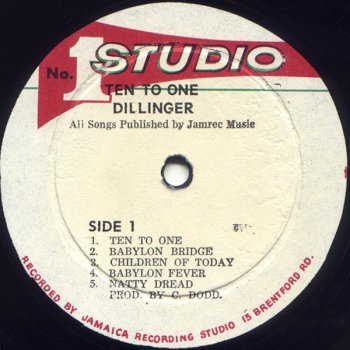 No. 1 STUDIO
TEN TO ONE
DILLINGER
All Songs Published by Jamrec Music
SIDE 1
1. TEN TO ONE
2. BABYLON BRIDGE
3. CHILDREN OF TODAY
4. BABYLON FEVER
5. NATTY DREAD
PROD. BY C. DODD.
RECORDED BY JAMAICA RECORDING STUDIO 13 BRENTFORD RD.